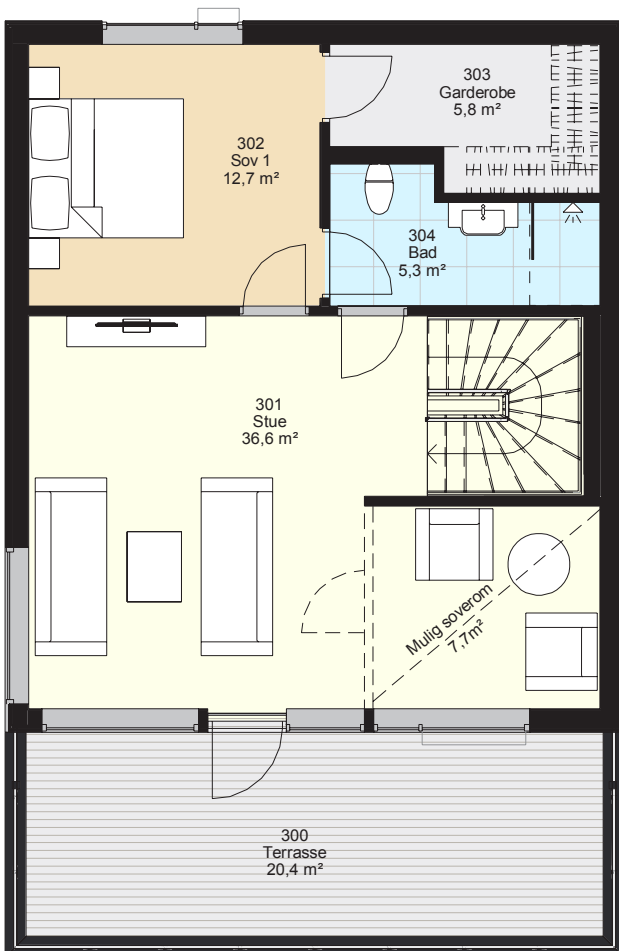 303
Garderobe
5,8 m²
302
Sov 1
12,7 m²
304
Bad
5,3 m²
301
Stue
36,6 m²
Mulig soverom
7,7m²
300
Terrasse
20,4 m²